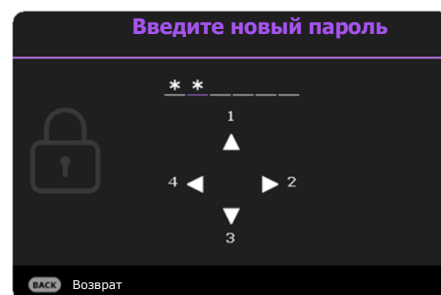 Введите новый пароль
* * _ _ _ _
1
4 2
3
BACK Возврат